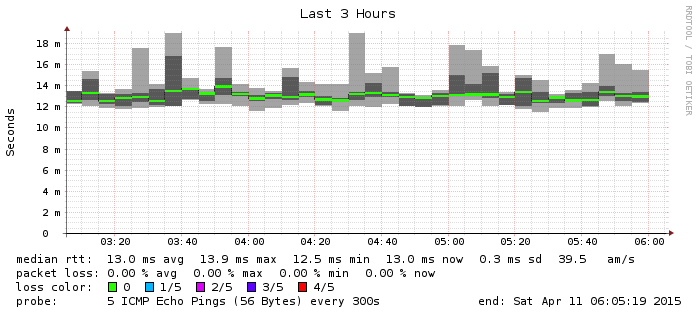 Last 3 Hours
RRDTOOL / TOBI OETIKER
Seconds
18 m
16 m
14 m
12 m
10 m
8 m
6 m
4 m
2 m
0
03:20 03:40 04:00 04:20 04:40 05:00 05:20 05:40 06:00
median rtt: 13.0 ms avg 13.9 ms max 12.5 ms min 13.0 ms now 0.3 ms sd 39.5 am/s
packet loss: 0.00 % avg 0.00 % max 0.00 % min 0.00 % now
loss color: 0 1/5 2/5 3/5 4/5
probe: 5 ICMP Echo Pings (56 Bytes) every 300s end: Sat Apr 11 06:05:19 2015